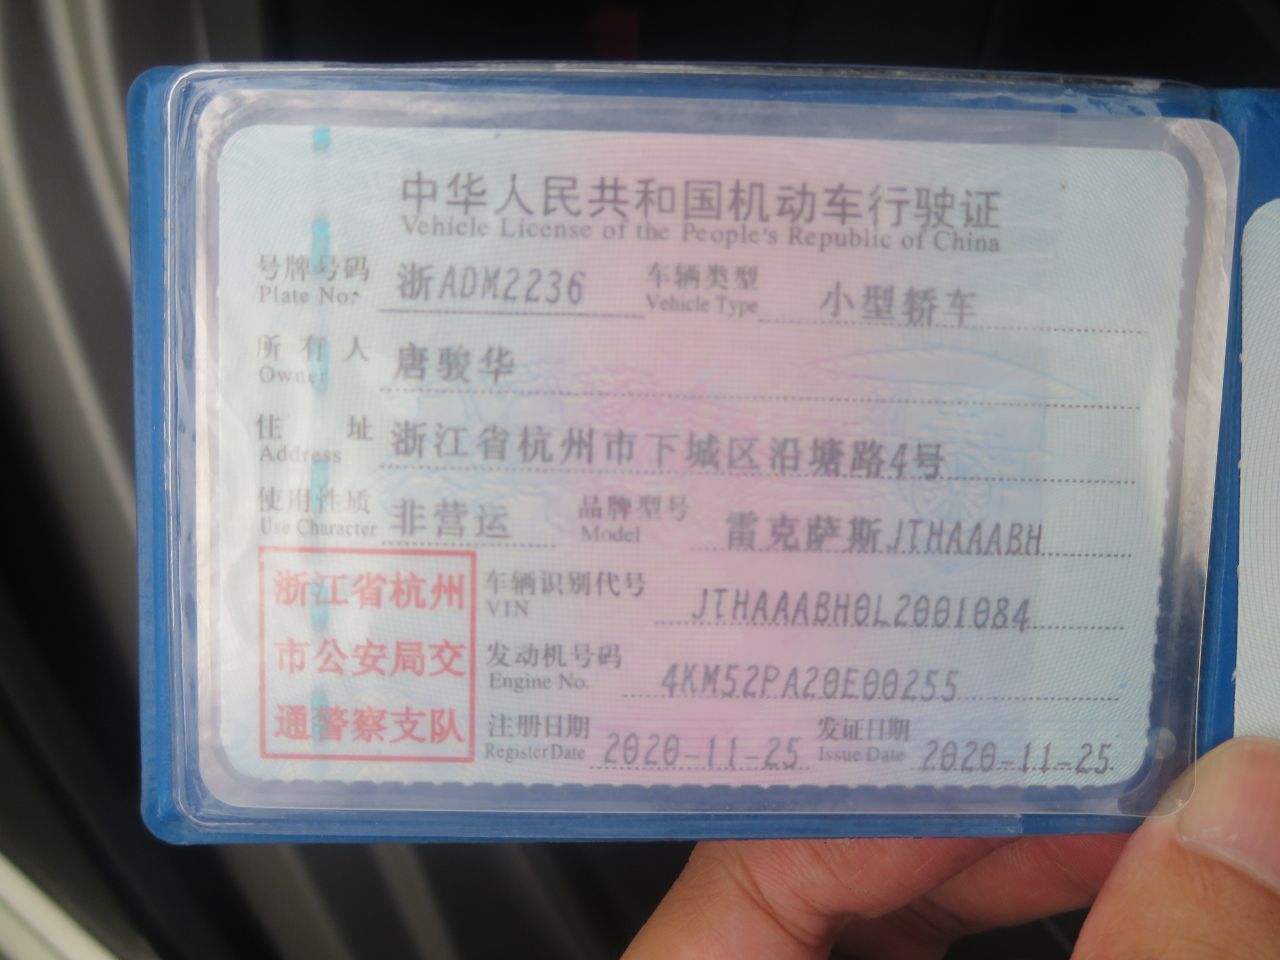 中华人民共和国机动车行驶证
Vehicle License of the People's Republic of China
号牌号码 浙ADM2236 车辆类型 小型轿车
Plate No. Vehicle Type
所有人 唐骏华
Owner
住址 浙江省杭州市下城区沿塘路4号
Address
使用性质 非营运 品牌型号 雷克萨斯JTHAAABH
Use Character Model
浙江省杭州
市公安局交
通警察支队
车辆识别代号 JTHAAABH0L2001084
VIN
发动机号码 4KM52PA20E00255
Engine No.
注册日期 2020-11-25 发证日期 2020-11-25
Register Date Issue Date